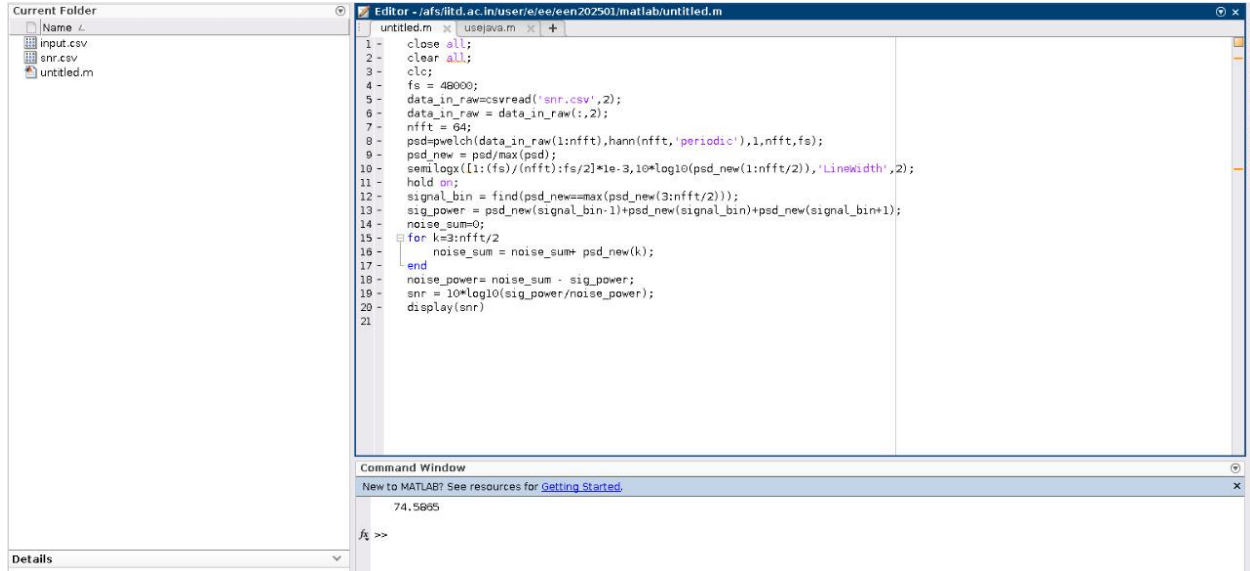 Current Folder
Name
input.csv
snr.csv
untitled.m
Details
Editor - /afs/iitd.ac.in/user/e/ee/een202501/matlab/untitled.m
untitled.m × usejava.m × +
1 - close all;
2 - clear all;
3 - clc;
4 - fs = 48000;
5 - data_in_raw=csvread('snr.csv',2);
6 - data_in_raw = data_in_raw(:,2);
7 - nfft = 64;
8 - psd=pwelch(data_in_raw(1:nfft),hann(nfft,'periodic'),1,nfft,fs);
9 - psd_new = psd/max(psd);
10 - semilogx([1:(fs)/(nfft):fs/2]*1e-3,10*log10(psd_new(1:nfft/2)),'LineWidth',2);
11 - hold on;
12 - signal_bin = find(psd_new==max(psd_new(3:nfft/2)));
13 - sig_power = psd_new(signal_bin-1)+psd_new(signal_bin)+psd_new(signal_bin+1);
14 - noise_sum=0;
15 - for k=3:nfft/2
16 - noise_sum = noise_sum+ psd_new(k);
17 - end
18 - noise_power= noise_sum - sig_power;
19 - snr = 10*log10(sig_power/noise_power);
20 - display(snr)
21
Command Window
New to MATLAB? See resources for Getting Started.
74.5865
fx >>